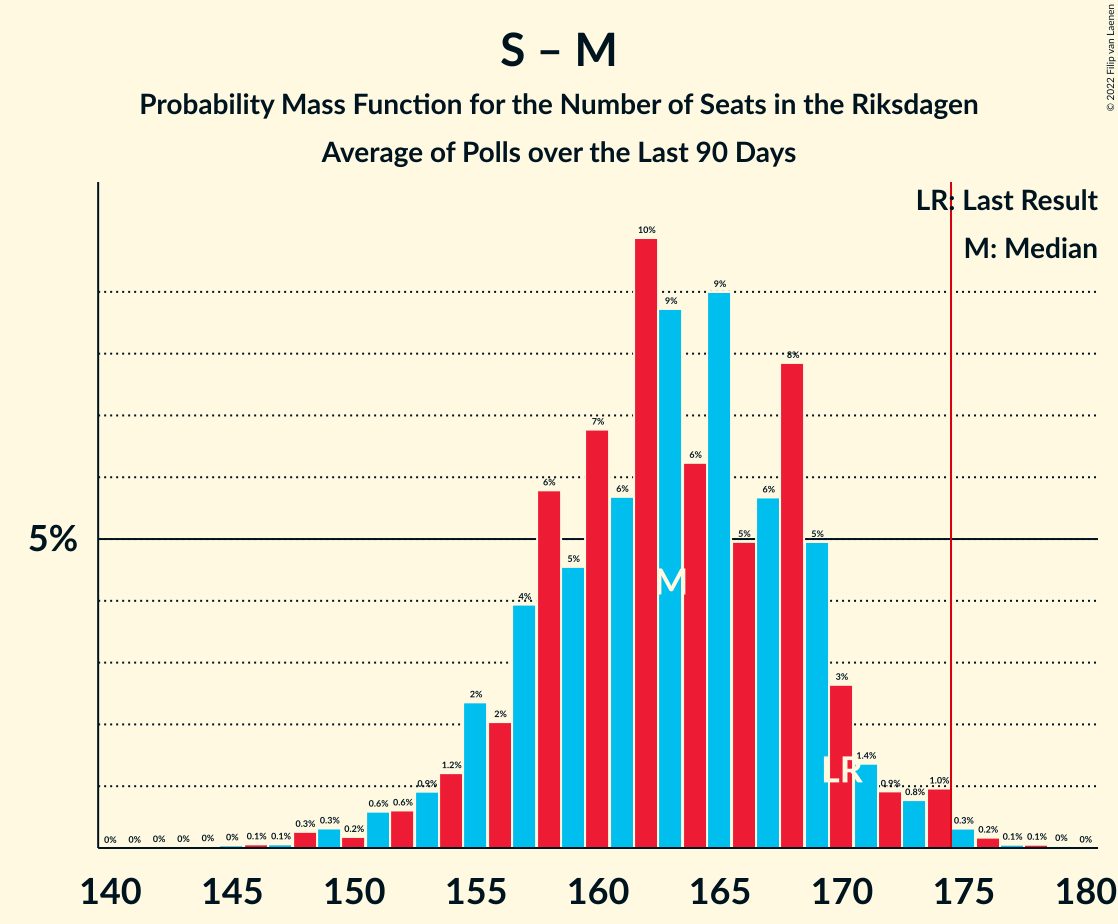 S – M
Probability Mass Function for the Number of Seats in the Riksdagen
Average of Polls over the Last 90 Days
© 2022 Filip van Laenen
LR: Last Result
M: Median
5%
0% 0% 0% 0% 0% 0% 0.1% 0.1% 0.3% 0.3% 0.2% 0.6% 0.6% 0.9% 1.2% 2% 2% 4% 6% 5% 7% 6% 10% 9% 6% 9% 5% 6% 8% 5% 3% 1.4% 0.9% 0.8% 1.0% 0.3% 0.2% 0.1% 0.1% 0% 0%
M
LR
140 145 150 155 160 165 170 175 180